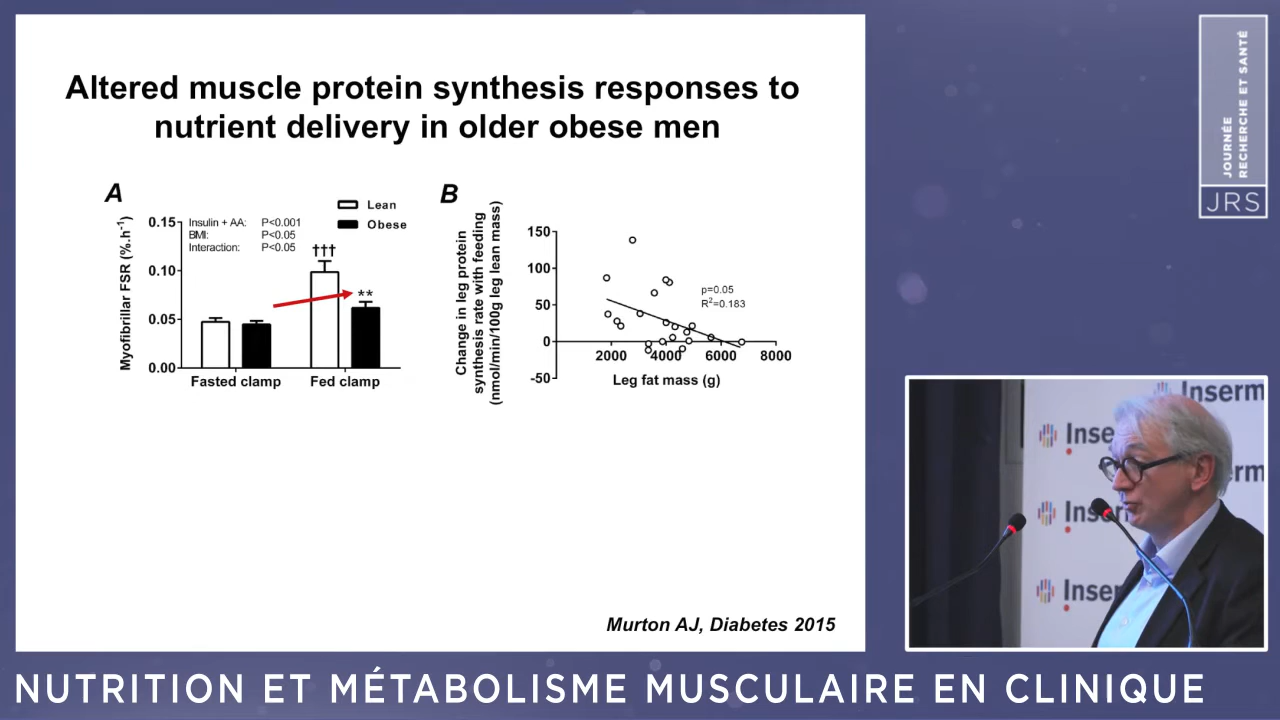 Altered muscle protein synthesis responses to
nutrient delivery in older obese men
A
Lean
Obese
Insulin + AA: P<0.001
BMI: P<0.05
Interaction: P<0.05
†††
**
Myofibrillar FSR (%.h⁻¹)
0.15
0.10
0.05
0.00
Fasted clamp Fed clamp
B
Change in leg protein
synthesis rate with feeding
(nmol/min/100g leg lean mass)
150
100
50
0
-50
p=0.05
R²=0.183
2000 4000 6000 8000
Leg fat mass (g)
Murton AJ, Diabetes 2015
JOURNÉE
RECHERCHE ET SANTÉ
JRS
Inserm
Inse
rm
Inserm
Inser
NUTRITION ET MÉTABOLISME MUSCULAIRE EN CLINIQUE